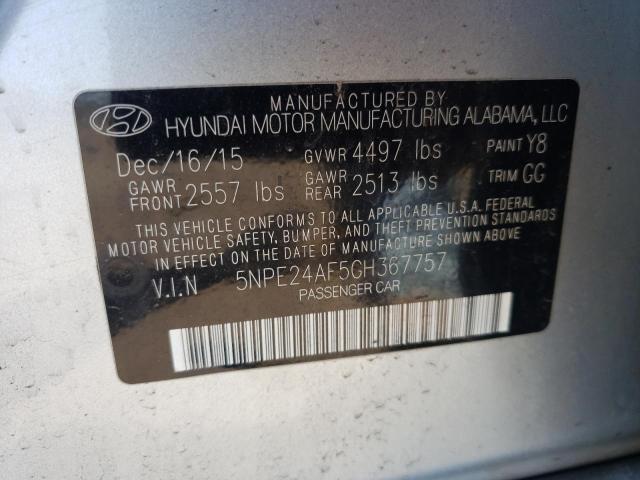 MANUFACTURED BY
HYUNDAI MOTOR MANUFACTURING ALABAMA, LLC
Dec/16/15 GVWR 4497 lbs PAINT Y8
GAWR FRONT 2557 lbs GAWR REAR 2513 lbs TRIM GG
THIS VEHICLE CONFORMS TO ALL APPLICABLE U.S.A. FEDERAL
MOTOR VEHICLE SAFETY, BUMPER, AND THEFT PREVENTION STANDARDS
IN EFFECT ON THE DATE OF MANUFACTURE SHOWN ABOVE.
V.I.N 5NPE24AF5GH367757
PASSENGER CAR